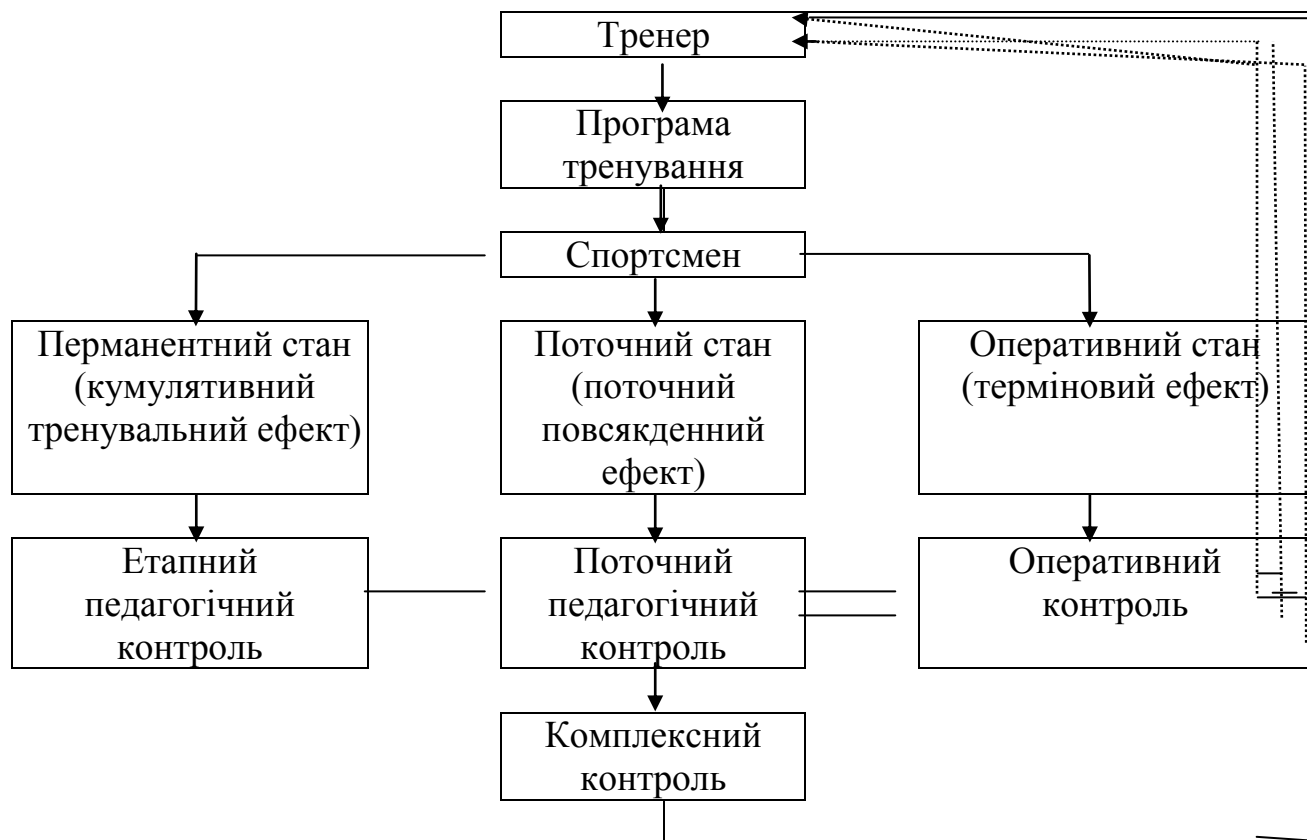 Тренер
Програма
тренування
Спортсмен
Перманентний стан
(кумулятивний
тренувальний ефект)
Поточний стан
(поточний
повсякденний
ефект)
Оперативний стан
(терміновий ефект)
Етапний
педагогічний
контроль
Поточний
педагогічний
контроль
Оперативний
контроль
Комплексний
контроль